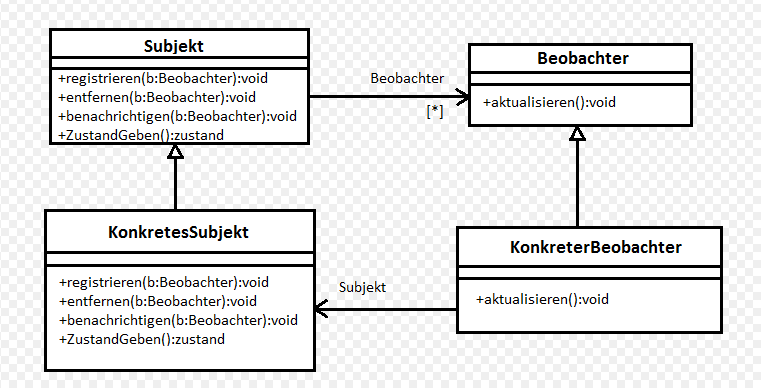 Subjekt
+registrieren(b:Beobachter):void
+entfernen(b:Beobachter):void
+benachrichtigen(b:Beobachter):void
+ZustandGeben():zustand
Beobachter
[*]
Beobachter
+aktualisieren():void
KonkretesSubjekt
+registrieren(b:Beobachter):void
+entfernen(b:Beobachter):void
+benachrichtigen(b:Beobachter):void
+ZustandGeben():zustand
Subjekt
KonkreterBeobachter
+aktualisieren():void